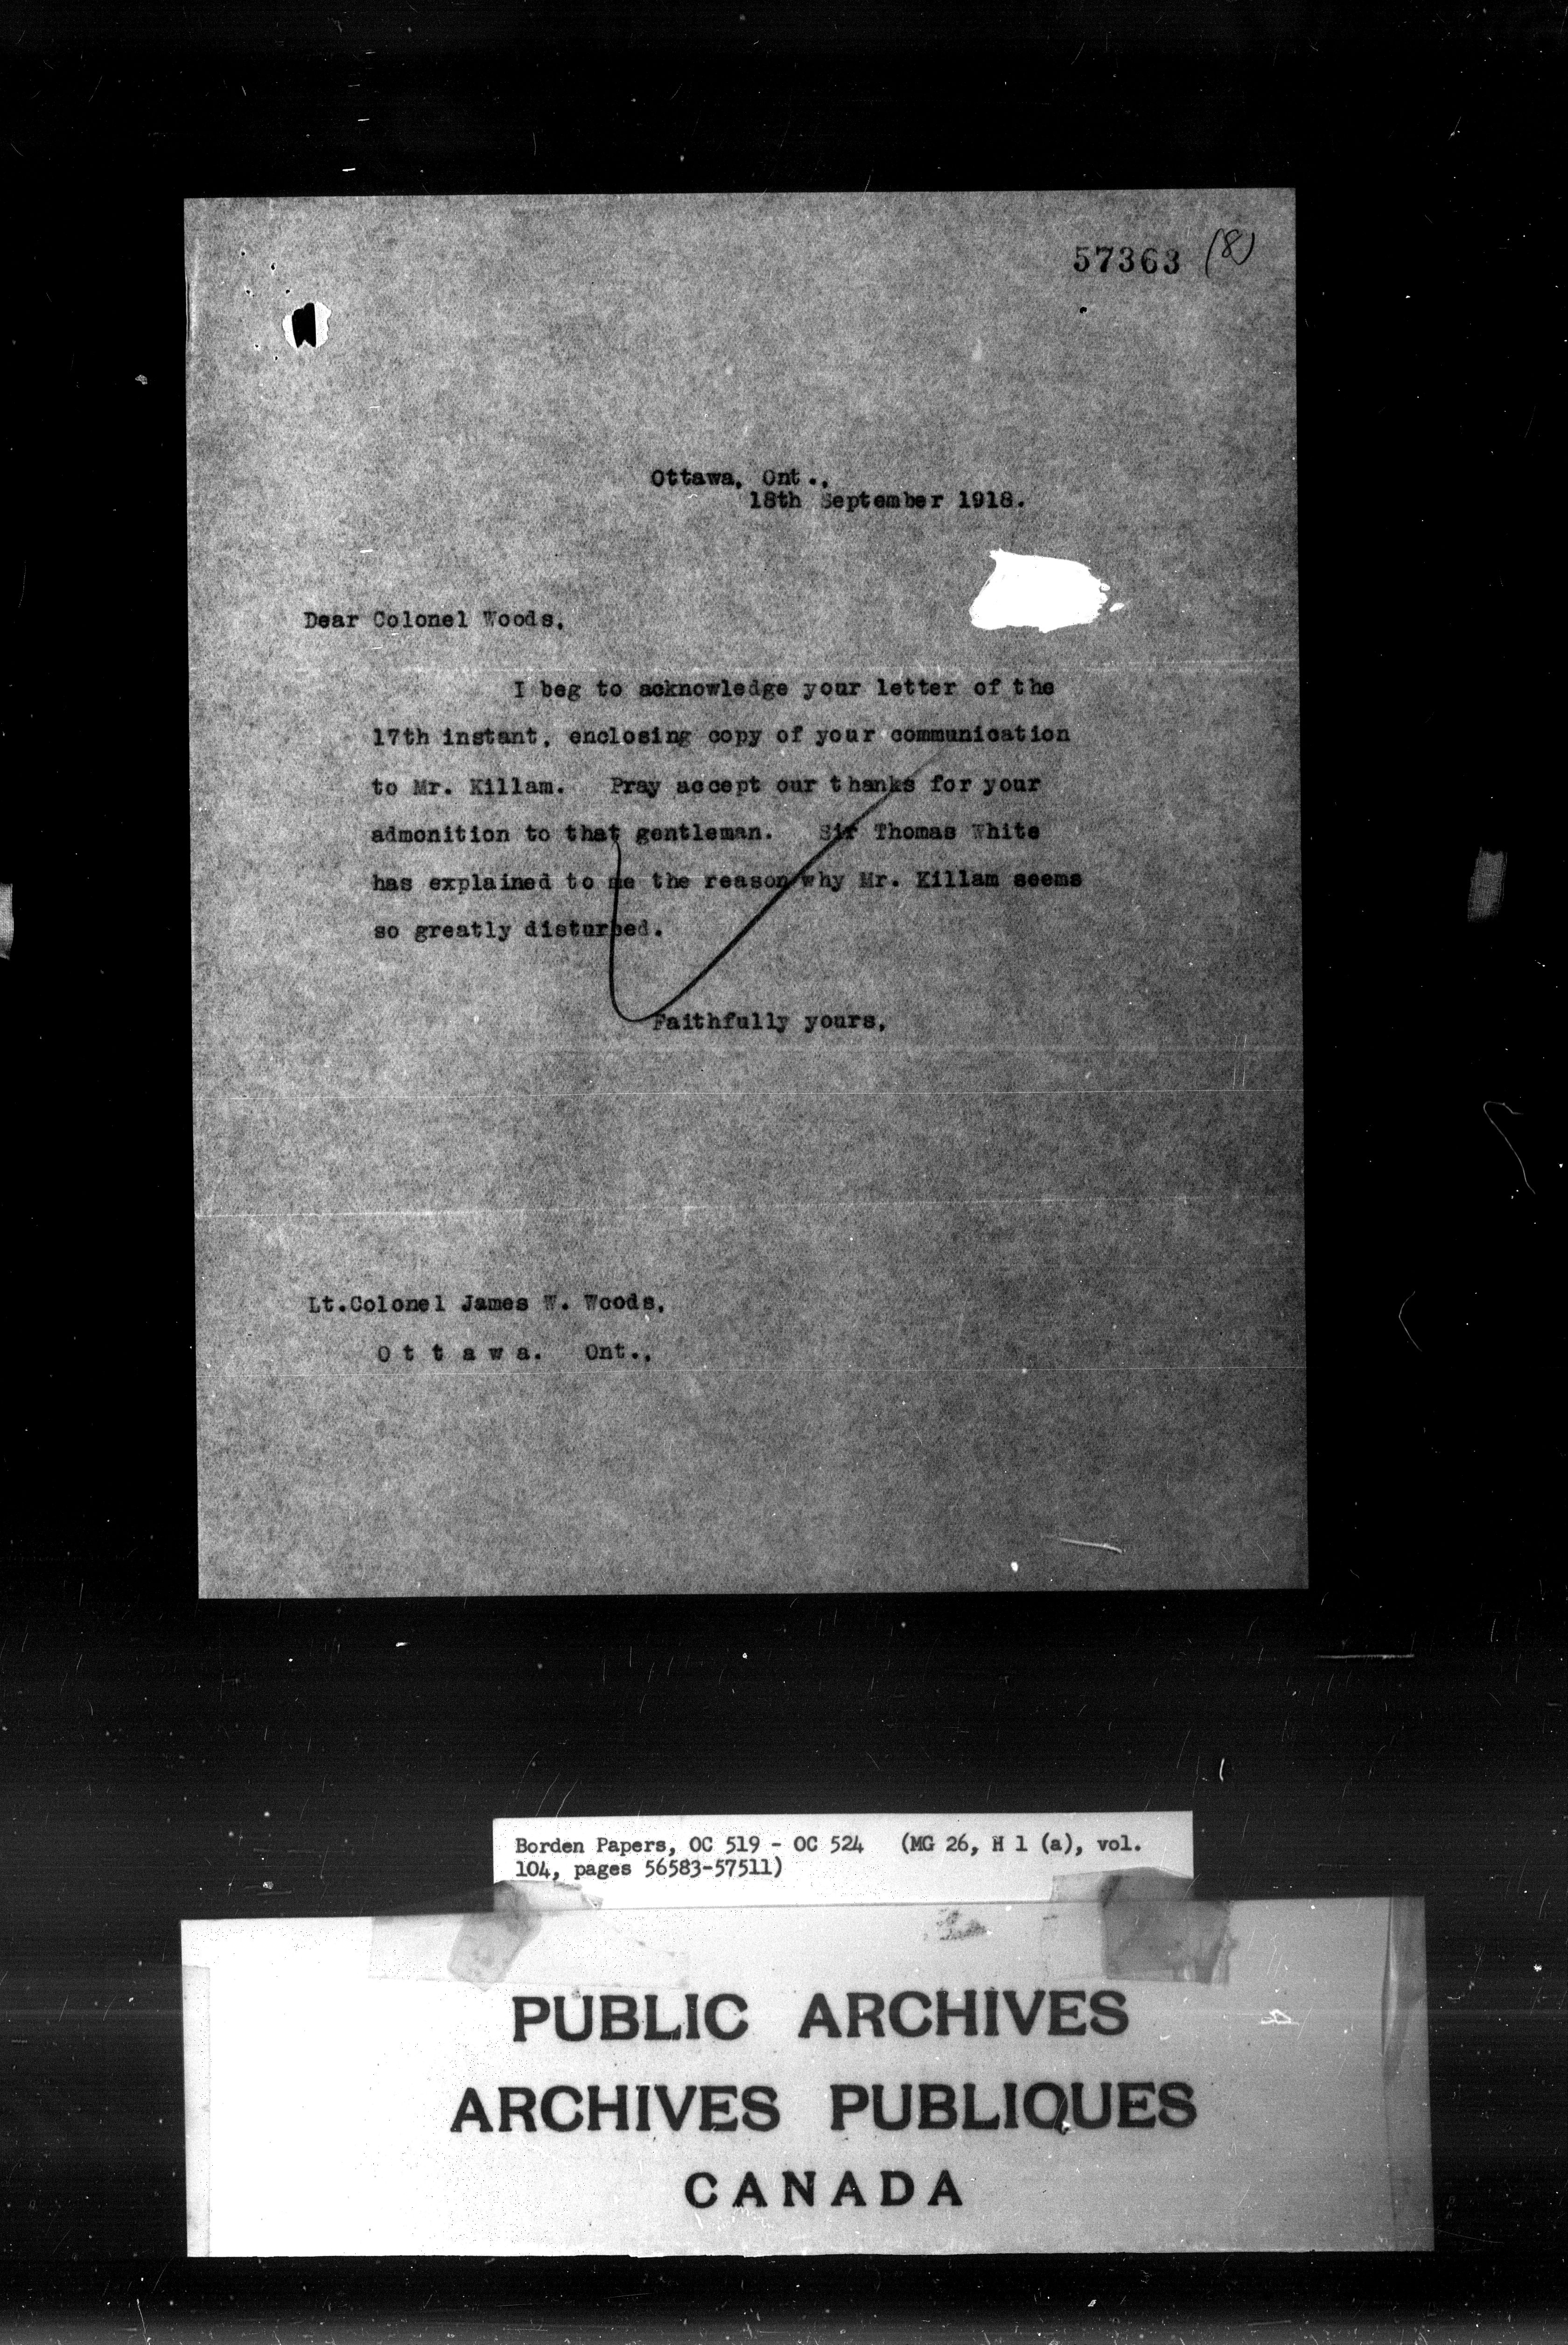 57363 (8)
Ottawa, Ont.,
18th September 1918.
Dear Colonel Woods,
I beg to acknowledge your letter of the
17th instant, enclosing copy of your communication
to Mr. Killam. Pray accept our thanks for your
admonition to that gentleman. Sir Thomas White
has explained to me the reason why Mr. Killam seems
so greatly disturbed.
Faithfully yours,
Lt.Colonel James W. Woods,
O t t a w a. Ont.,
Borden Papers, OC 519 - OC 524 (MG 26, H 1 (a), vol.
104, pages 56583-57511)
PUBLIC ARCHIVES
ARCHIVES PUBLIQUES
CANADA